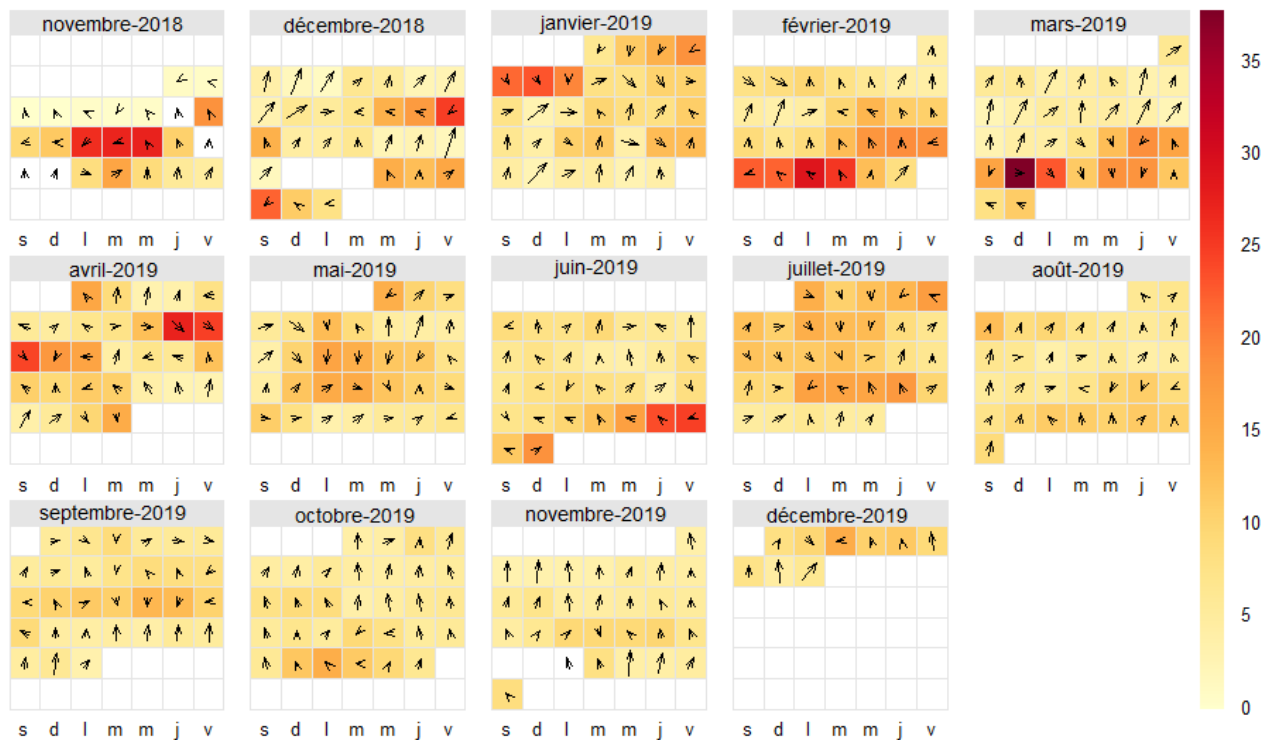 novembre-2018 décembre-2018 janvier-2019 février-2019 mars-2019
s d l m m j v s d l m m j v s d l m m j v s d l m m j v s d l m m j v
avril-2019 mai-2019 juin-2019 juillet-2019 août-2019
s d l m m j v s d l m m j v s d l m m j v s d l m m j v s d l m m j v
septembre-2019 octobre-2019 novembre-2019 décembre-2019
s d l m m j v s d l m m j v s d l m m j v s d l m m j v
35
30
25
20
15
10
5
0